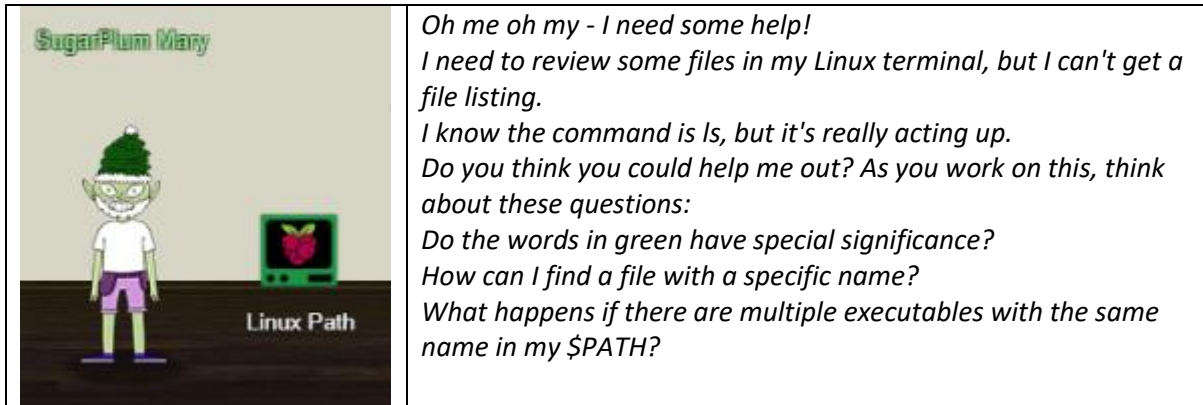 SugarPlum Mary
Linux Path
Oh me oh my - I need some help!
I need to review some files in my Linux terminal, but I can't get a
file listing.
I know the command is ls, but it's really acting up.
Do you think you could help me out? As you work on this, think
about these questions:
Do the words in green have special significance?
How can I find a file with a specific name?
What happens if there are multiple executables with the same
name in my $PATH?